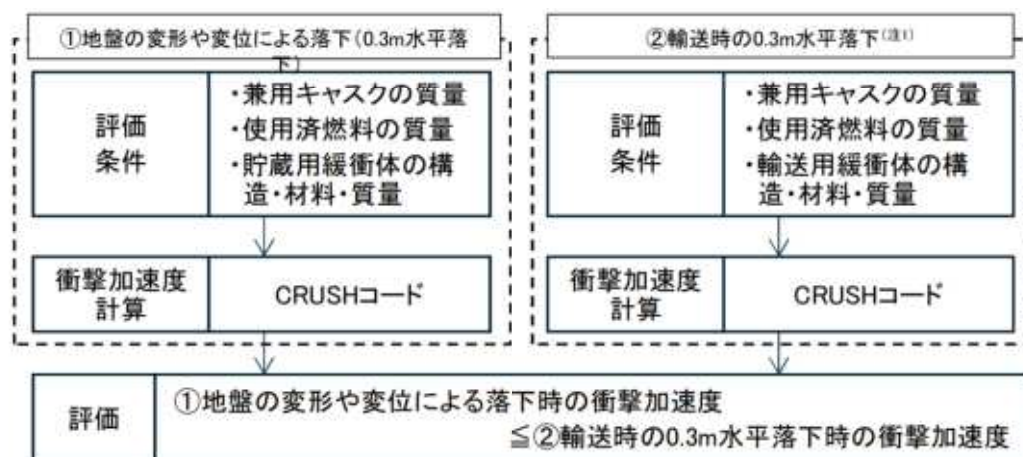 ①地盤の変形や変位による落下(0.3m水平落
下)
評価
条件
・兼用キャスクの質量
・使用済燃料の質量
・貯蔵用緩衝体の構
造・材料・質量
衝撃加速度
計算
CRUSHコード
②輸送時の0.3m水平落下(注1)
評価
条件
・兼用キャスクの質量
・使用済燃料の質量
・輸送用緩衝体の構
造・材料・質量
衝撃加速度
計算
CRUSHコード
評価
①地盤の変形や変位による落下時の衝撃加速度
≦②輸送時の0.3m水平落下時の衝撃加速度